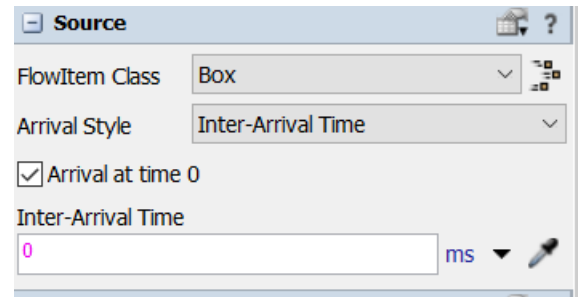 Source ?
FlowItem Class Box
Arrival Style Inter-Arrival Time
Arrival at time 0
Inter-Arrival Time
0 ms